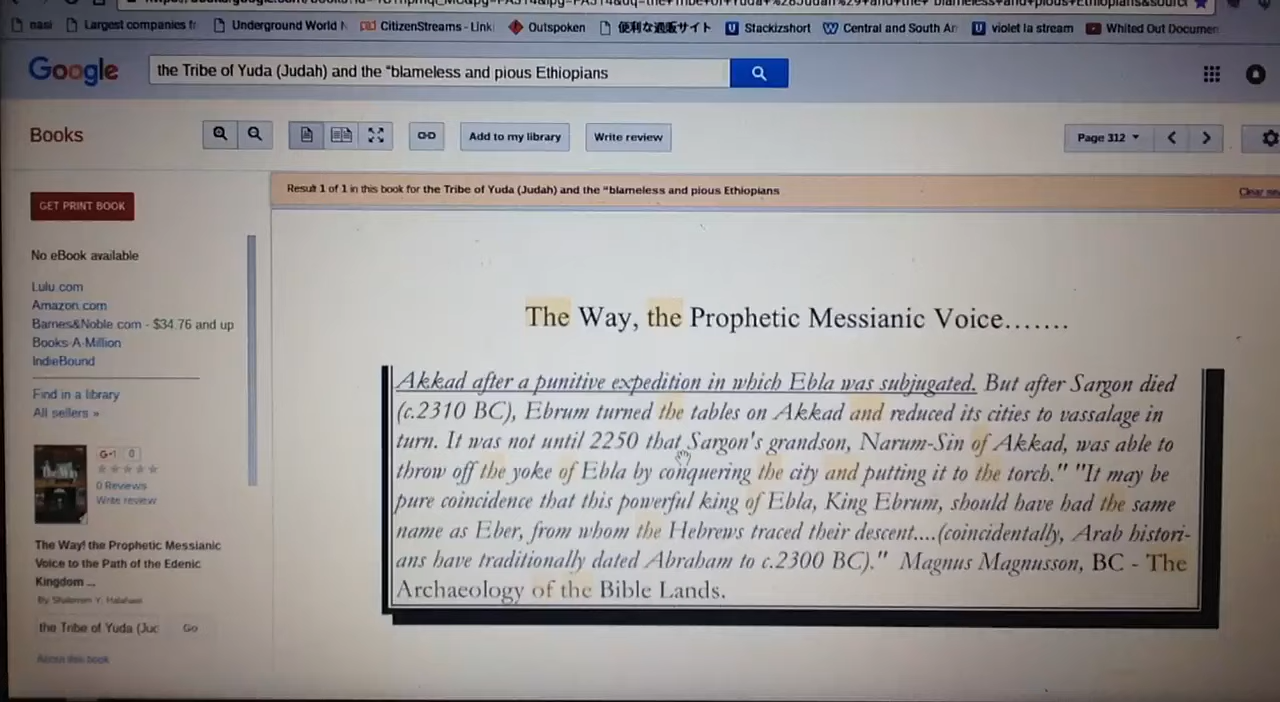 nasi
Largest companies fr
Underground World N
CitizenStreams - Link
Outspoken
便利な通販サイト
Stackizshort
Central and South Ar
violet la stream
Whited Out Documen
Google
the Tribe of Yuda (Judah) and the "blameless and pious Ethiopians
Books
Add to my library
Write review
Page 312
Result 1 of 1 in this book for the Tribe of Yuda (Judah) and the "blameless and pious Ethiopians
GET PRINT BOOK
No eBook available
Lulu.com
Amazon.com
Barnes&Noble.com - $34.76 and up
Books-A-Million
IndieBound
Find in a library
All sellers »
G+1 0
0 Reviews
Write review
The Way! the Prophetic Messianic
Voice to the Path of the Edenic
Kingdom ...
the Tribe of Yuda (Juc
Go
About this book
The Way, the Prophetic Messianic Voice.......
Akkad after a punitive expedition in which Ebla was subjugated. But after Sargon died
(c.2310 BC), Ebrum turned the tables on Akkad and reduced its cities to vassalage in
turn. It was not until 2250 that Sargon's grandson, Narum-Sin of Akkad, was able to
throw off the yoke of Ebla by conquering the city and putting it to the torch." "It may be
pure coincidence that this powerful king of Ebla, King Ebrum, should have had the same
name as Eber, from whom the Hebrews traced their descent....(coincidentally, Arab histori-
ans have traditionally dated Abraham to c.2300 BC)." Magnus Magnusson, BC - The
Archaeology of the Bible Lands.